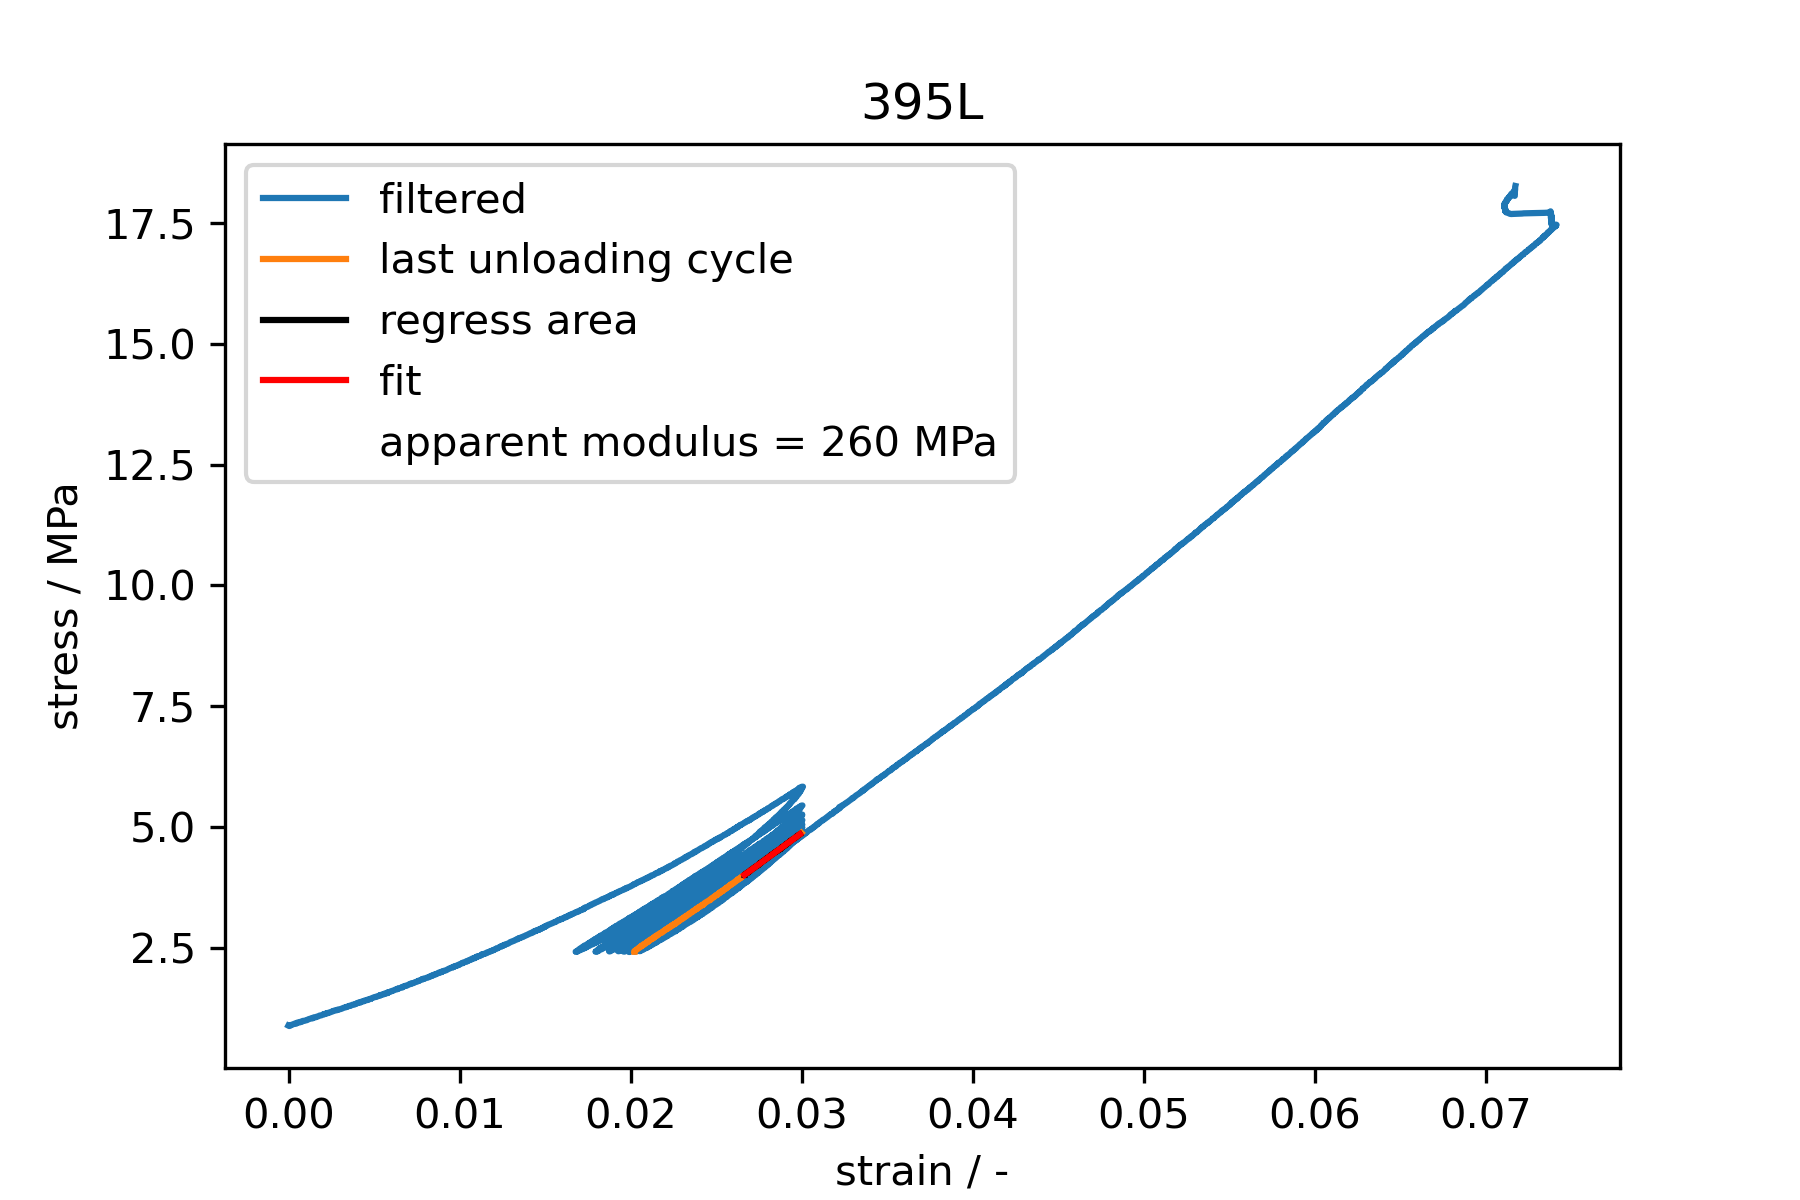 395L
filtered
last unloading cycle
regress area
fit
apparent modulus = 260 MPa
17.5
15.0
12.5
10.0
7.5
5.0
2.5
stress / MPa
0.00 0.01 0.02 0.03 0.04 0.05 0.06 0.07
strain / -